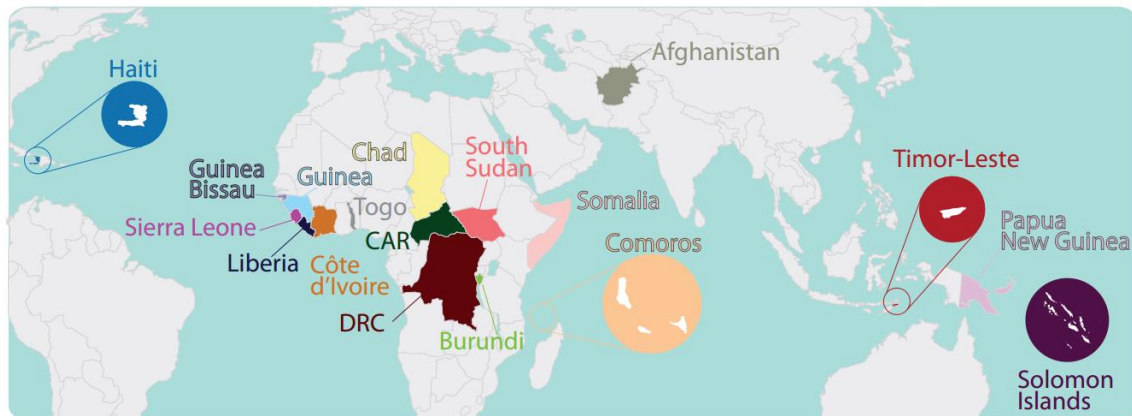 Haiti
Afghanistan
Chad
South
Sudan
Guinea
Bissau
Guinea
Togo
Somalia
Timor-Leste
Sierra Leone
CAR
Comoros
Papua
New Guinea
Liberia
Côte
d'Ivoire
DRC
Burundi
Solomon
Islands